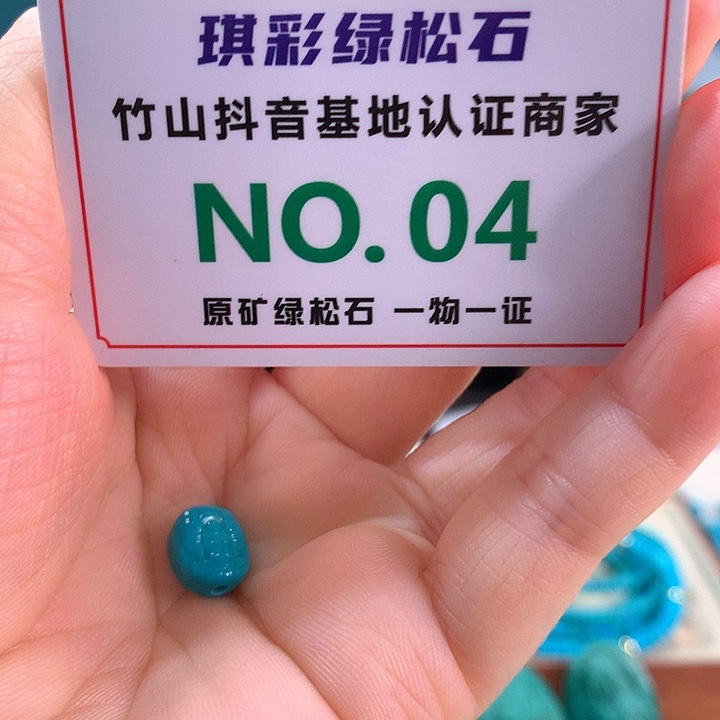 琪彩绿松石
竹山抖音基地认证商家
NO.04
原矿绿松石 一物一证